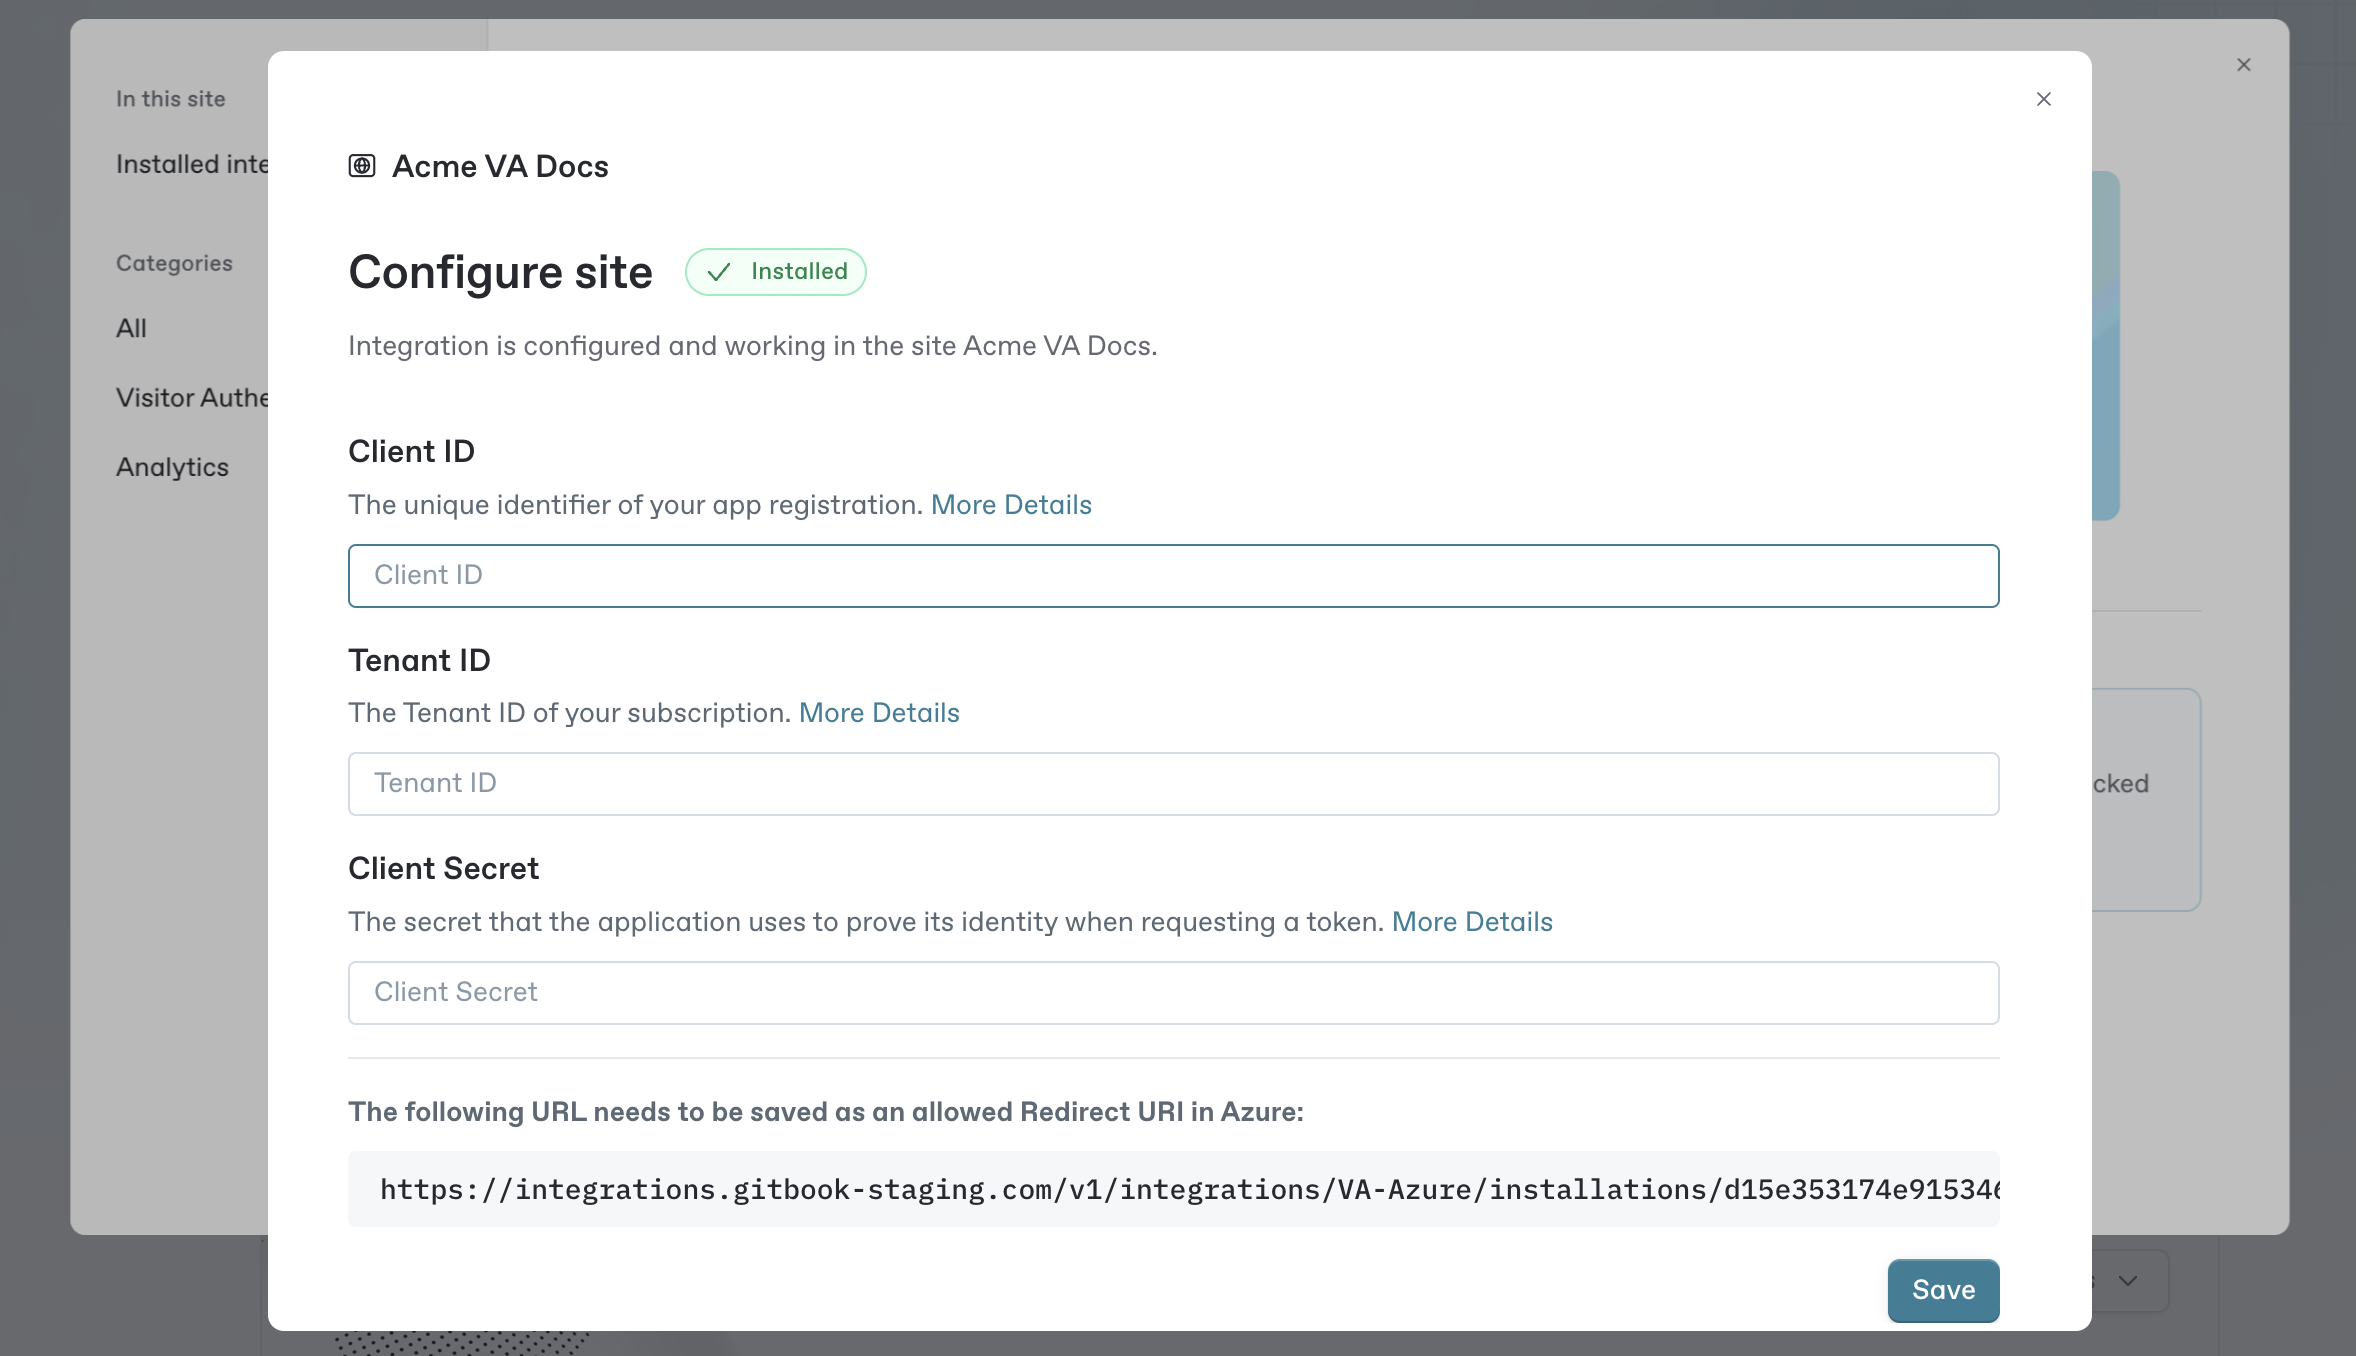 In this site
Installed inte
Categories
All
Visitor Authe
Analytics
Acme VA Docs
Configure site
Installed
Integration is configured and working in the site Acme VA Docs.
Client ID
The unique identifier of your app registration. More Details
Client ID
Tenant ID
The Tenant ID of your subscription. More Details
Tenant ID
Client Secret
The secret that the application uses to prove its identity when requesting a token. More Details
Client Secret
The following URL needs to be saved as an allowed Redirect URI in Azure:
https://integrations.gitbook-staging.com/v1/integrations/VA-Azure/installations/d15e353174e915346
Save
cked